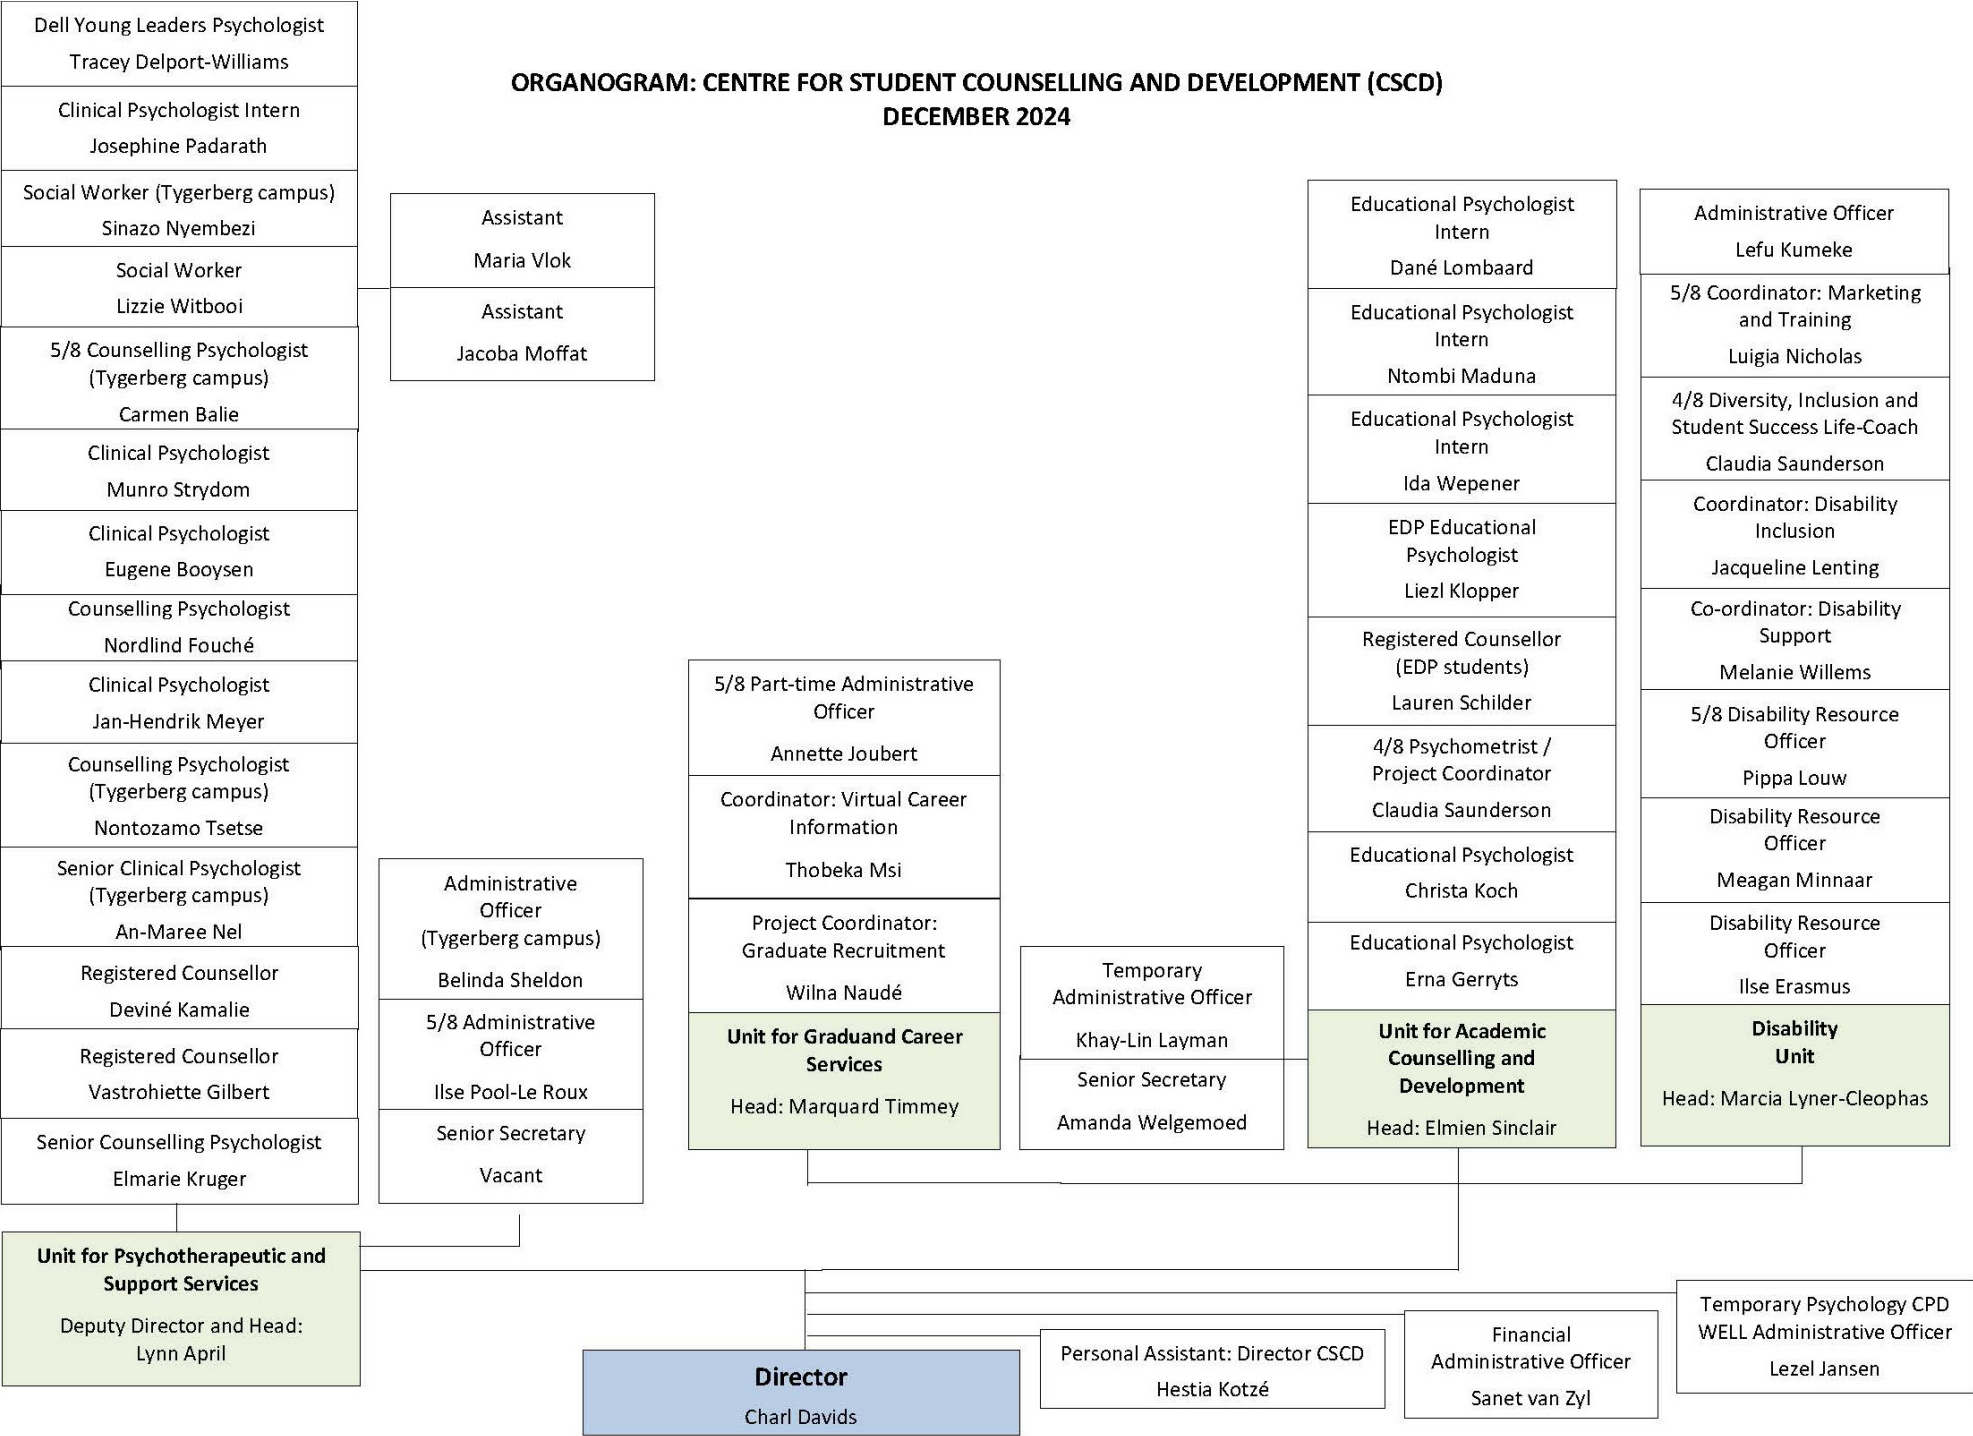 ORGANOGRAM: CENTRE FOR STUDENT COUNSELLING AND DEVELOPMENT (CSCD)
DECEMBER 2024
Dell Young Leaders Psychologist
Tracey Delport-Williams
Clinical Psychologist Intern
Josephine Padarath
Social Worker (Tygerberg campus)
Sinazo Nyembezi
Social Worker
Lizzie Witbooi
5/8 Counselling Psychologist
(Tygerberg campus)
Carmen Balie
Clinical Psychologist
Munro Strydom
Clinical Psychologist
Eugene Booysen
Counselling Psychologist
Nordlind Fouché
Clinical Psychologist
Jan-Hendrik Meyer
Counselling Psychologist
(Tygerberg campus)
Nontozamo Tsetse
Senior Clinical Psychologist
(Tygerberg campus)
An-Maree Nel
Registered Counsellor
Deviné Kamalie
Registered Counsellor
Vastrohiette Gilbert
Senior Counselling Psychologist
Elmarie Kruger
Unit for Psychotherapeutic and
Support Services
Deputy Director and Head:
Lynn April
Assistant
Maria Vlok
Assistant
Jacoba Moffat
Administrative
Officer
(Tygerberg campus)
Belinda Sheldon
5/8 Administrative
Officer
Ilse Pool-Le Roux
Senior Secretary
Vacant
5/8 Part-time Administrative
Officer
Annette Joubert
Coordinator: Virtual Career
Information
Thobeka Msi
Project Coordinator:
Graduate Recruitment
Wilna Naudé
Unit for Graduand Career
Services
Head: Marquard Timmey
Temporary
Administrative Officer
Khay-Lin Layman
Senior Secretary
Amanda Welgemoed
Educational Psychologist
Intern
Dané Lombaard
Educational Psychologist
Intern
Ntombi Maduna
Educational Psychologist
Intern
Ida Wepener
EDP Educational
Psychologist
Liezl Klopper
Registered Counsellor
(EDP students)
Lauren Schilder
4/8 Psychometrist /
Project Coordinator
Claudia Saunderson
Educational Psychologist
Christa Koch
Educational Psychologist
Erna Gerryts
Unit for Academic
Counselling and
Development
Head: Elmien Sinclair
Administrative Officer
Lefu Kumeke
5/8 Coordinator: Marketing
and Training
Luigia Nicholas
4/8 Diversity, Inclusion and
Student Success Life-Coach
Claudia Saunderson
Coordinator: Disability
Inclusion
Jacqueline Lenting
Co-ordinator: Disability
Support
Melanie Willems
5/8 Disability Resource
Officer
Pippa Louw
Disability Resource
Officer
Meagan Minnaar
Disability Resource
Officer
Ilse Erasmus
Disability
Unit
Head: Marcia Lyner-Cleophas
Director
Charl Davids
Personal Assistant: Director CSCD
Hestia Kotzé
Financial
Administrative Officer
Sanet van Zyl
Temporary Psychology CPD
WELL Administrative Officer
Lezel Jansen